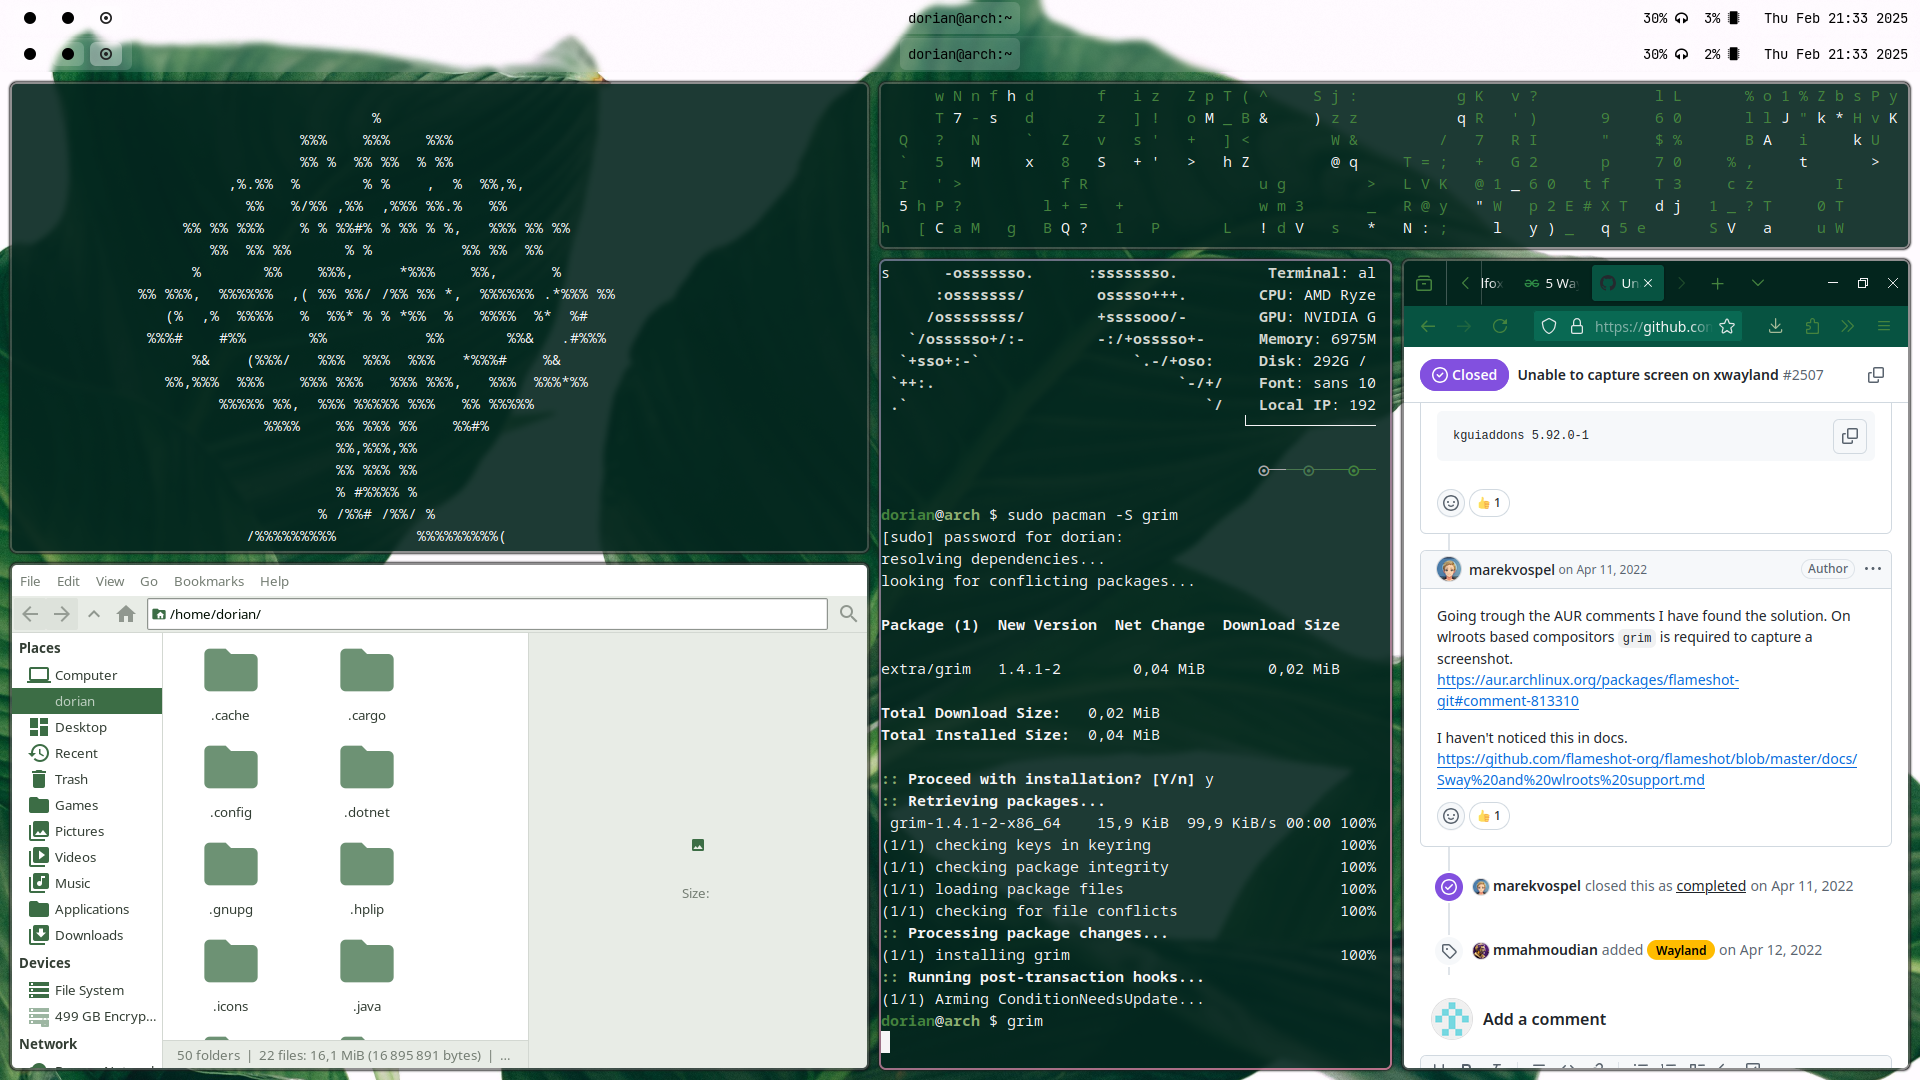 dorian@arch:~ 30% 3% Thu Feb 21:33 2025
dorian@arch:~ 30% 2% Thu Feb 21:33 2025
File Edit View Go Bookmarks Help
/home/dorian/
Places
Computer
dorian
Desktop
Recent
Trash
Games
Pictures
Videos
Music
Applications
Downloads
Devices
File System
499 GB Encryp...
Network
.cache .cargo
.config .dotnet
.gnupg .hplip
.icons .java
Size:
50 folders | 22 files: 16,1 MiB (16 895 891 bytes) | ...
s -osssssso. :sssssssso. Terminal: al
:osssssss/ osssso+++. CPU: AMD Ryze
/ossssssss/ +ssssooo/- GPU: NVIDIA G
`/ossssso+/:- -:/+osssso+- Memory: 6975M
`+sso+:-` `.-/+oso: Disk: 292G /
`++:. `-/+/ Font: sans 10
.` `/ Local IP: 192
dorian@arch $ sudo pacman -S grim
[sudo] password for dorian:
resolving dependencies...
looking for conflicting packages...
Package (1) New Version Net Change Download Size
extra/grim 1.4.1-2 0,04 MiB 0,02 MiB
Total Download Size: 0,02 MiB
Total Installed Size: 0,04 MiB
:: Proceed with installation? [Y/n] y
:: Retrieving packages...
grim-1.4.1-2-x86_64 15,9 KiB 99,9 KiB/s 00:00 100%
(1/1) checking keys in keyring 100%
(1/1) checking package integrity 100%
(1/1) loading package files 100%
(1/1) checking for file conflicts 100%
:: Processing package changes...
(1/1) installing grim 100%
:: Running post-transaction hooks...
(1/1) Arming ConditionNeedsUpdate...
dorian@arch $ grim
lfox 5 Wa Un
https://github.co
Closed Unable to capture screen on xwayland #2507
kguiaddons 5.92.0-1
1
marekvospel on Apr 11, 2022 Author
Going trough the AUR comments I have found the solution. On
wlroots based compositors grim is required to capture a
screenshot.
https://aur.archlinux.org/packages/flameshot-
git#comment-813310
I haven't noticed this in docs.
https://github.com/flameshot-org/flameshot/blob/master/docs/
Sway%20and%20wlroots%20support.md
1
marekvospel closed this as completed on Apr 11, 2022
mmahmoudian added Wayland on Apr 12, 2022
Add a comment